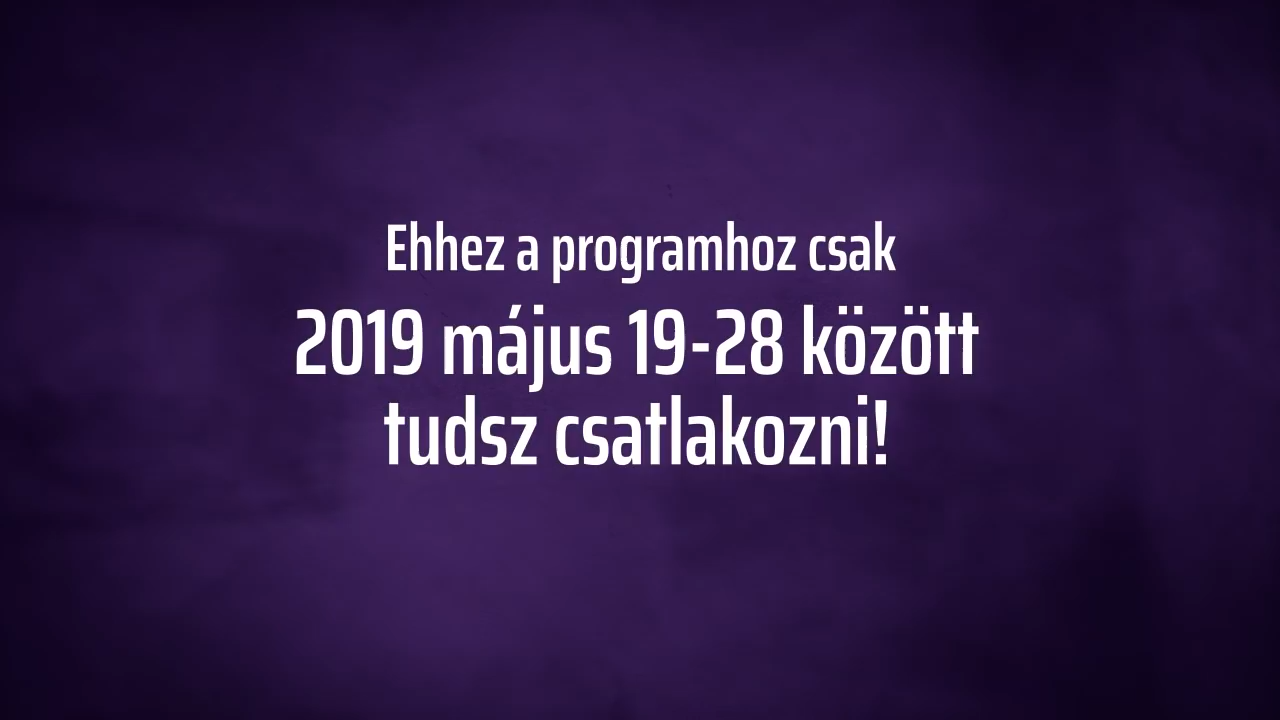 Ehhez a programhoz csak
2019 május 19-28 között
tudsz csatlakozni!